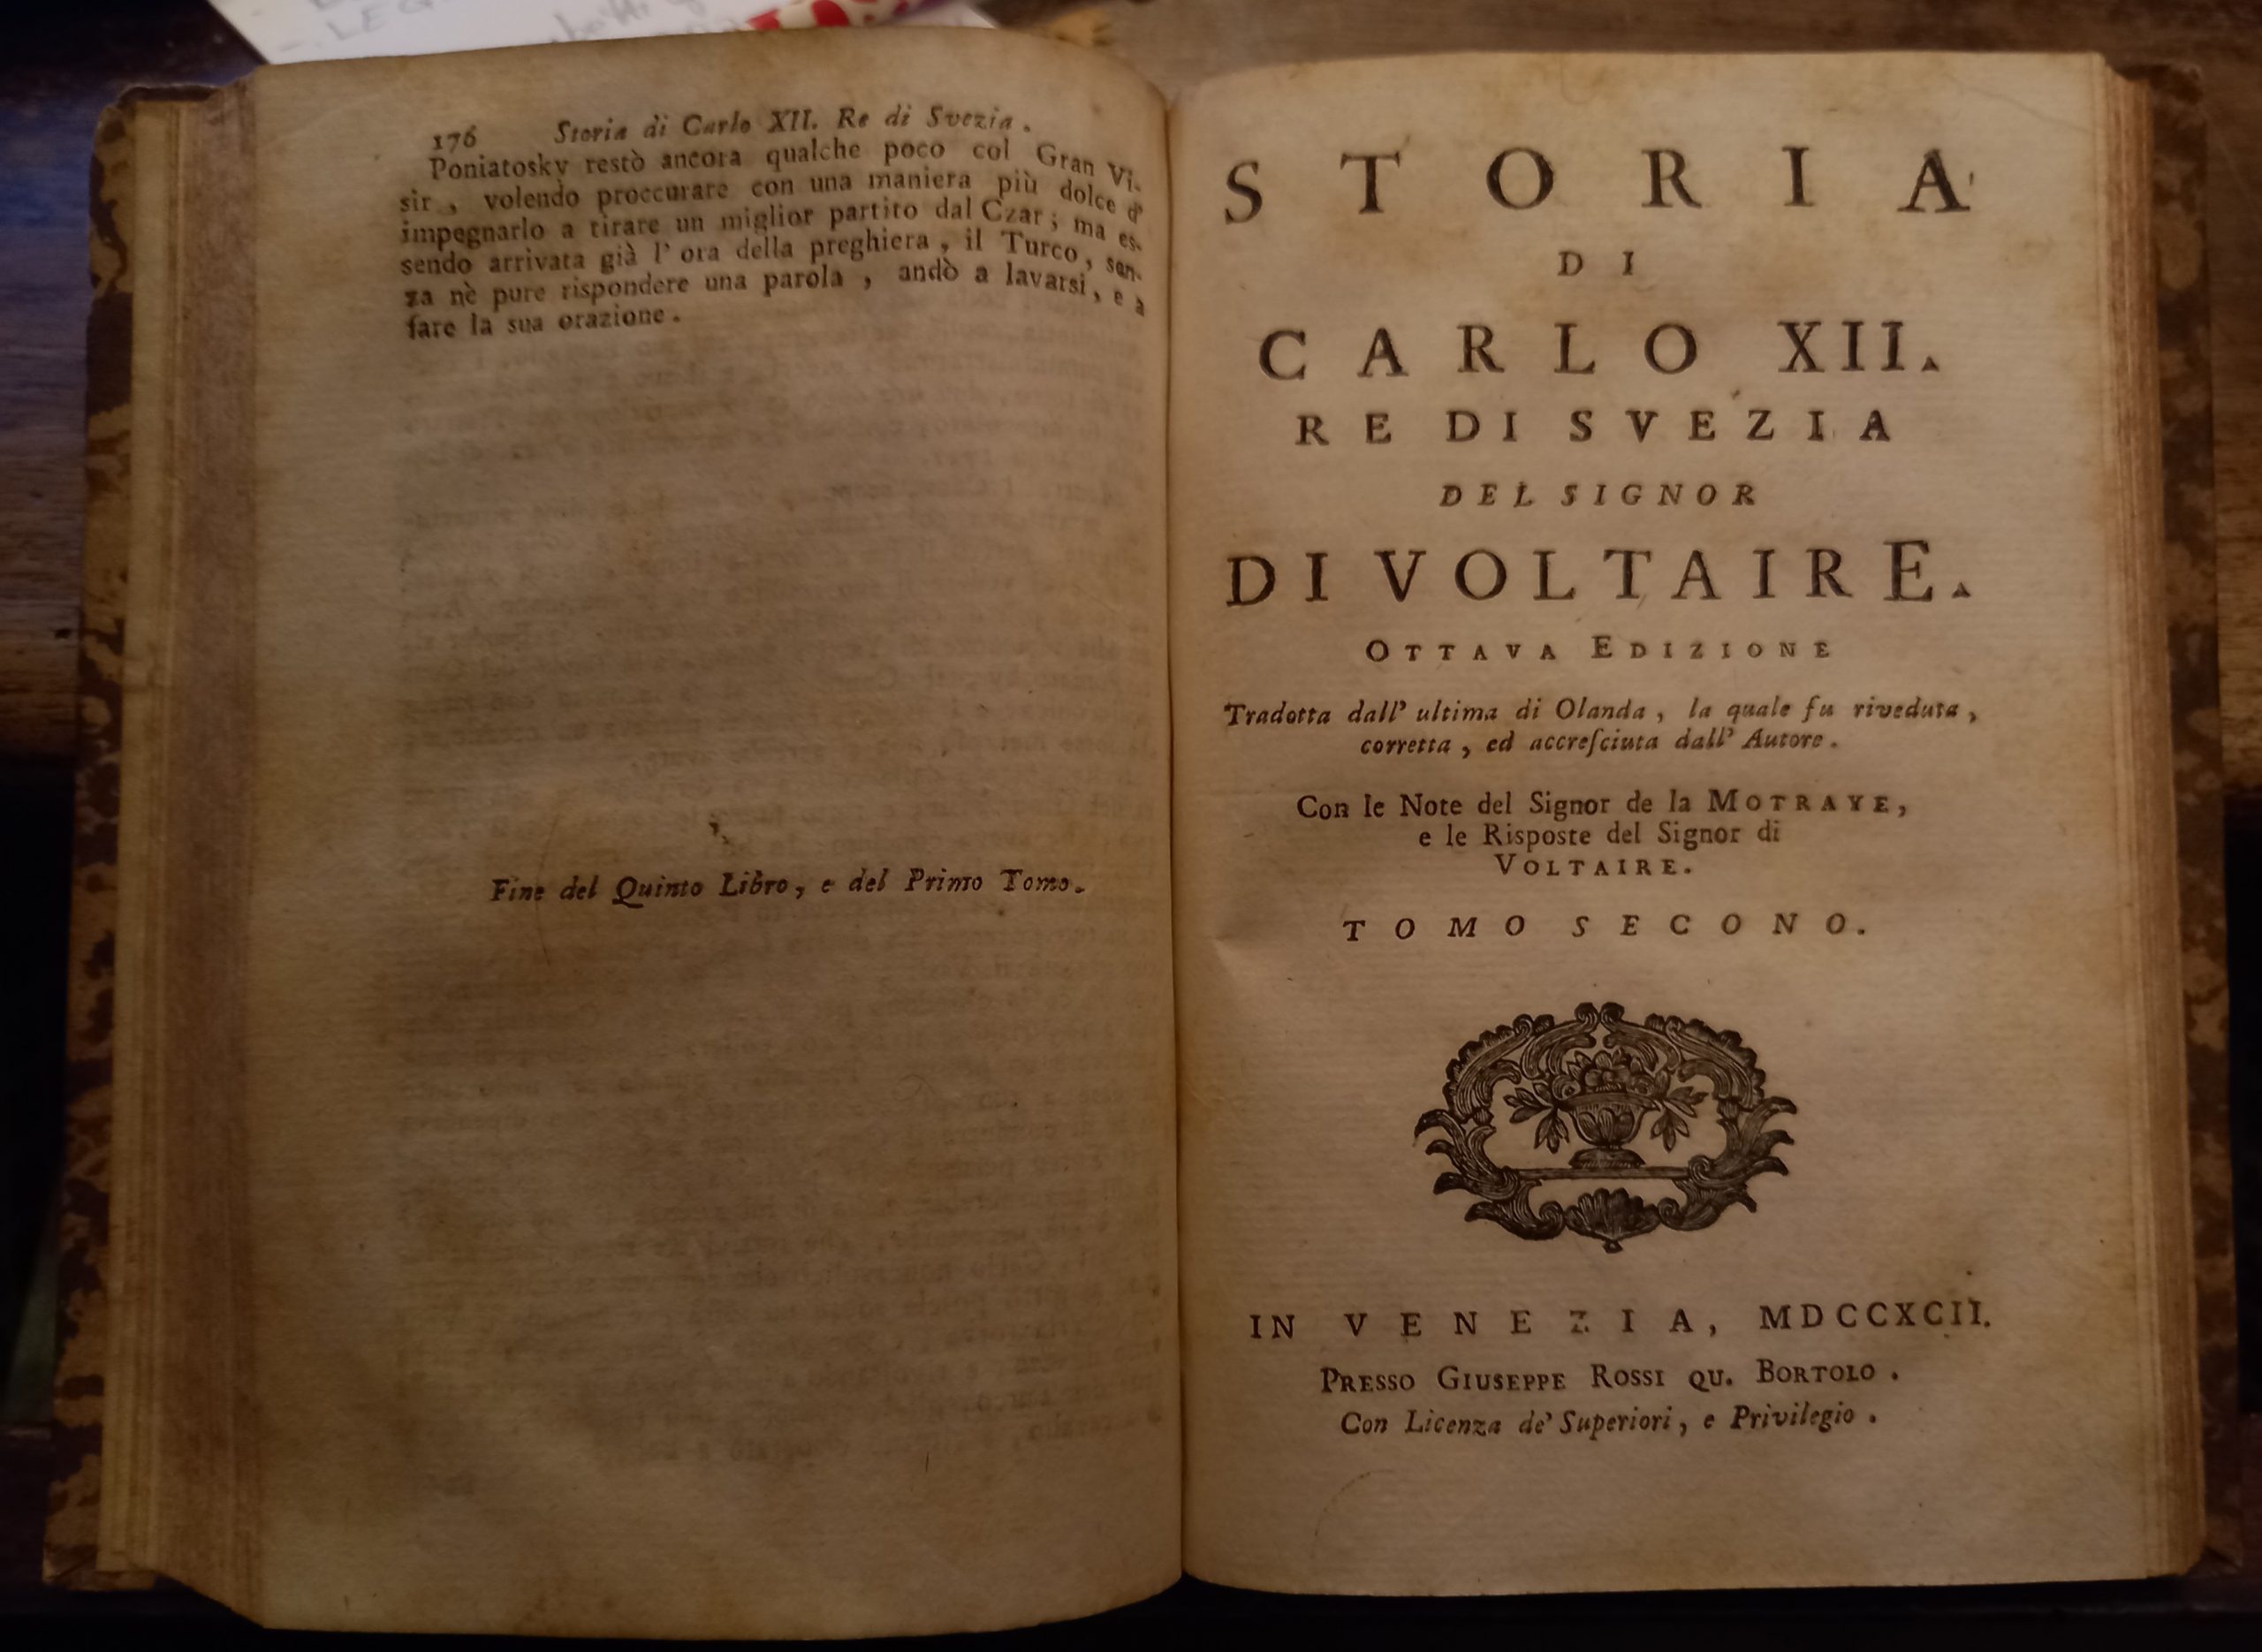 LEG
176 Storia di Carlo XII. Re di Svezia.
Poniatosky restò ancora qualche poco col Gran Vi-
sir, volendo proccurare con una maniera più dolce d'
impegnarlo a tirare un miglior partito dal Czar; ma es-
sendo arrivata già l'ora della preghiera, il Turco, sen-
za nè pure rispondere una parola, andò a lavarsi, e a
fare la sua orazione.
Fine del Quinto Libro, e del Primo Tomo.
STORIA
DI
CARLO XII.
RE DI SVEZIA
DEL SIGNOR
DI VOLTAIRE.
OTTAVA EDIZIONE
Tradotta dall' ultima di Olanda, la quale fu riveduta,
corretta, ed accreſciuta dall' Autore.
Con le Note del Signor de la MOTRAYE,
e le Risposte del Signor di
VOLTAIRE.
TOMO SECONO.
IN VENEZIA, MDCCXCII.
PRESSO GIUSEPPE ROSSI QU. BORTOLO.
Con Licenza de' Superiori, e Privilegio.